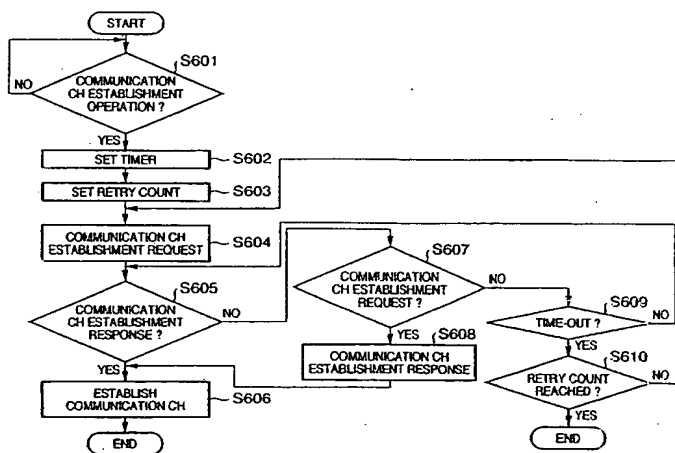 START
S601
NO
COMMUNICATION
CH ESTABLISHMENT
OPERATION ?
YES
SET TIMER
S602
SET RETRY COUNT
S603
COMMUNICATION CH
ESTABLISHMENT REQUEST
S604
S605
COMMUNICATION
CH ESTABLISHMENT
RESPONSE ?
NO
YES
ESTABLISH
COMMUNICATION CH
S606
END
S607
COMMUNICATION
CH ESTABLISHMENT
REQUEST ?
NO
YES
S608
COMMUNICATION CH
ESTABLISHMENT RESPONSE
S609
TIME-OUT ?
NO
YES
S610
RETRY COUNT
REACHED ?
NO
YES
END